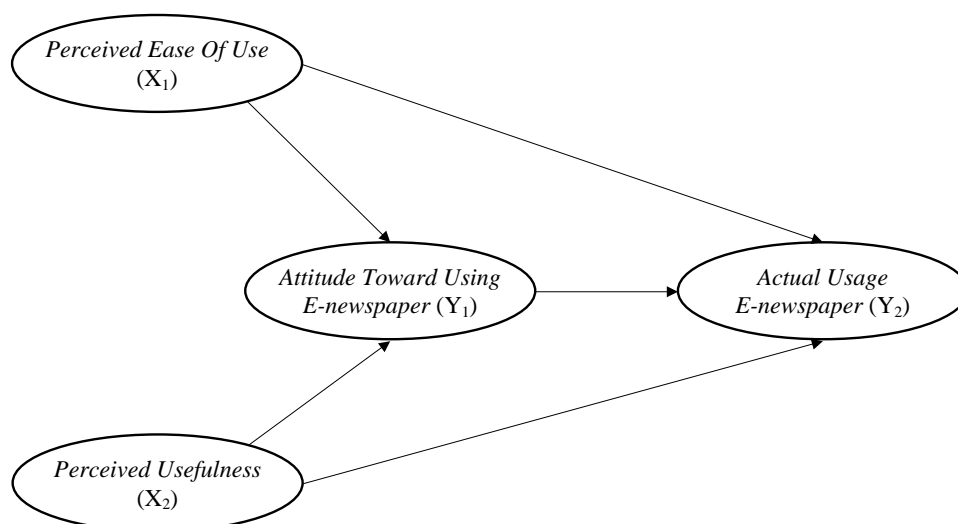 Perceived Ease Of Use
(X₁)
Attitude Toward Using
E-newspaper (Y₁)
Actual Usage
E-newspaper (Y₂)
Perceived Usefulness
(X₂)